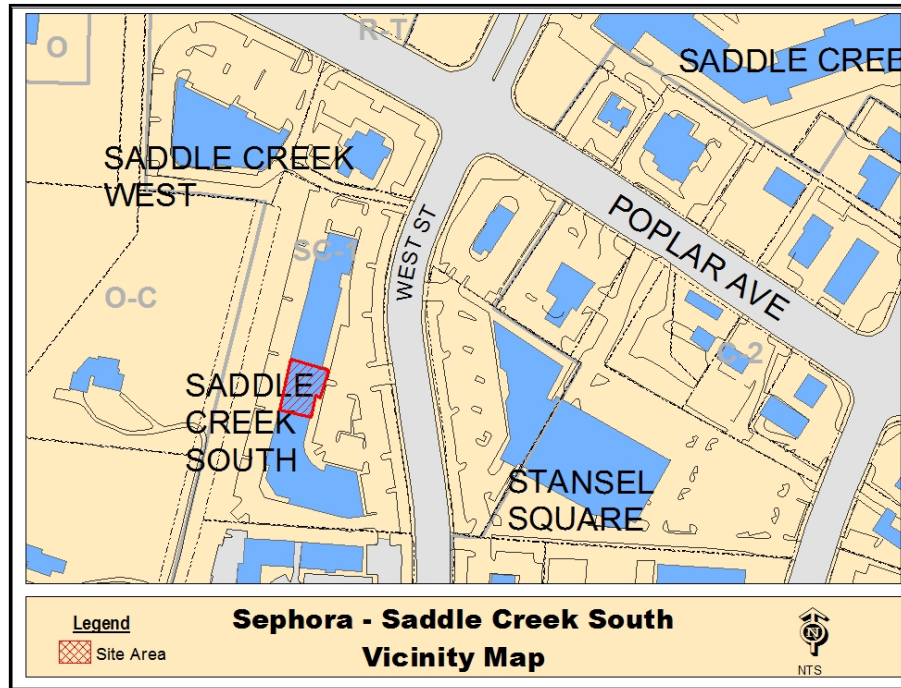 R-T
O
SADDLE CREE
SADDLE CREEK
WEST
POPLAR AVE
WEST ST
SC-1
O-C
C-2
SADDLE
CREEK
SOUTH
STANSEL
SQUARE
Legend
Site Area
Sephora - Saddle Creek South
Vicinity Map
N
NTS